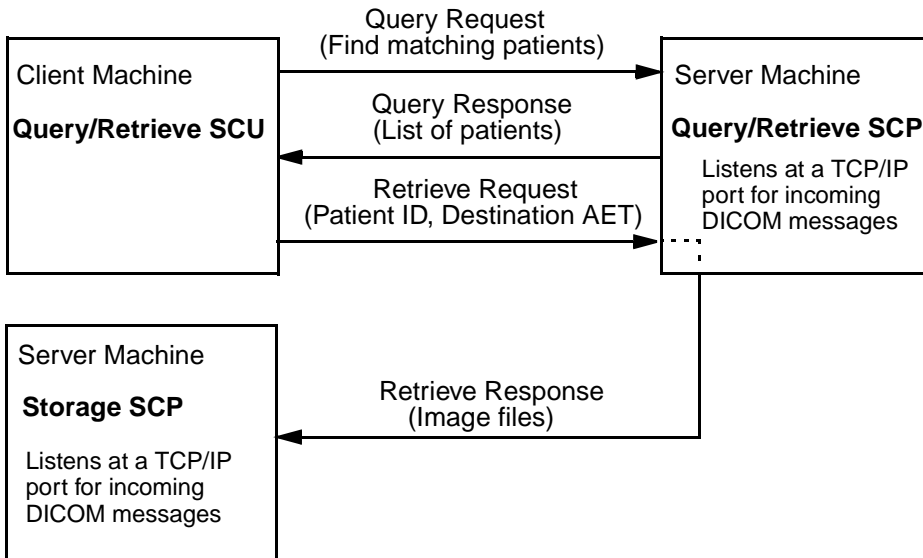 Query Request
(Find matching patients)
Client Machine
Query/Retrieve SCU
Server Machine
Query/Retrieve SCP
Listens at a TCP/IP
port for incoming
DICOM messages
Query Response
(List of patients)
Retrieve Request
(Patient ID, Destination AET)
Server Machine
Storage SCP
Listens at a TCP/IP
port for incoming
DICOM messages
Retrieve Response
(Image files)